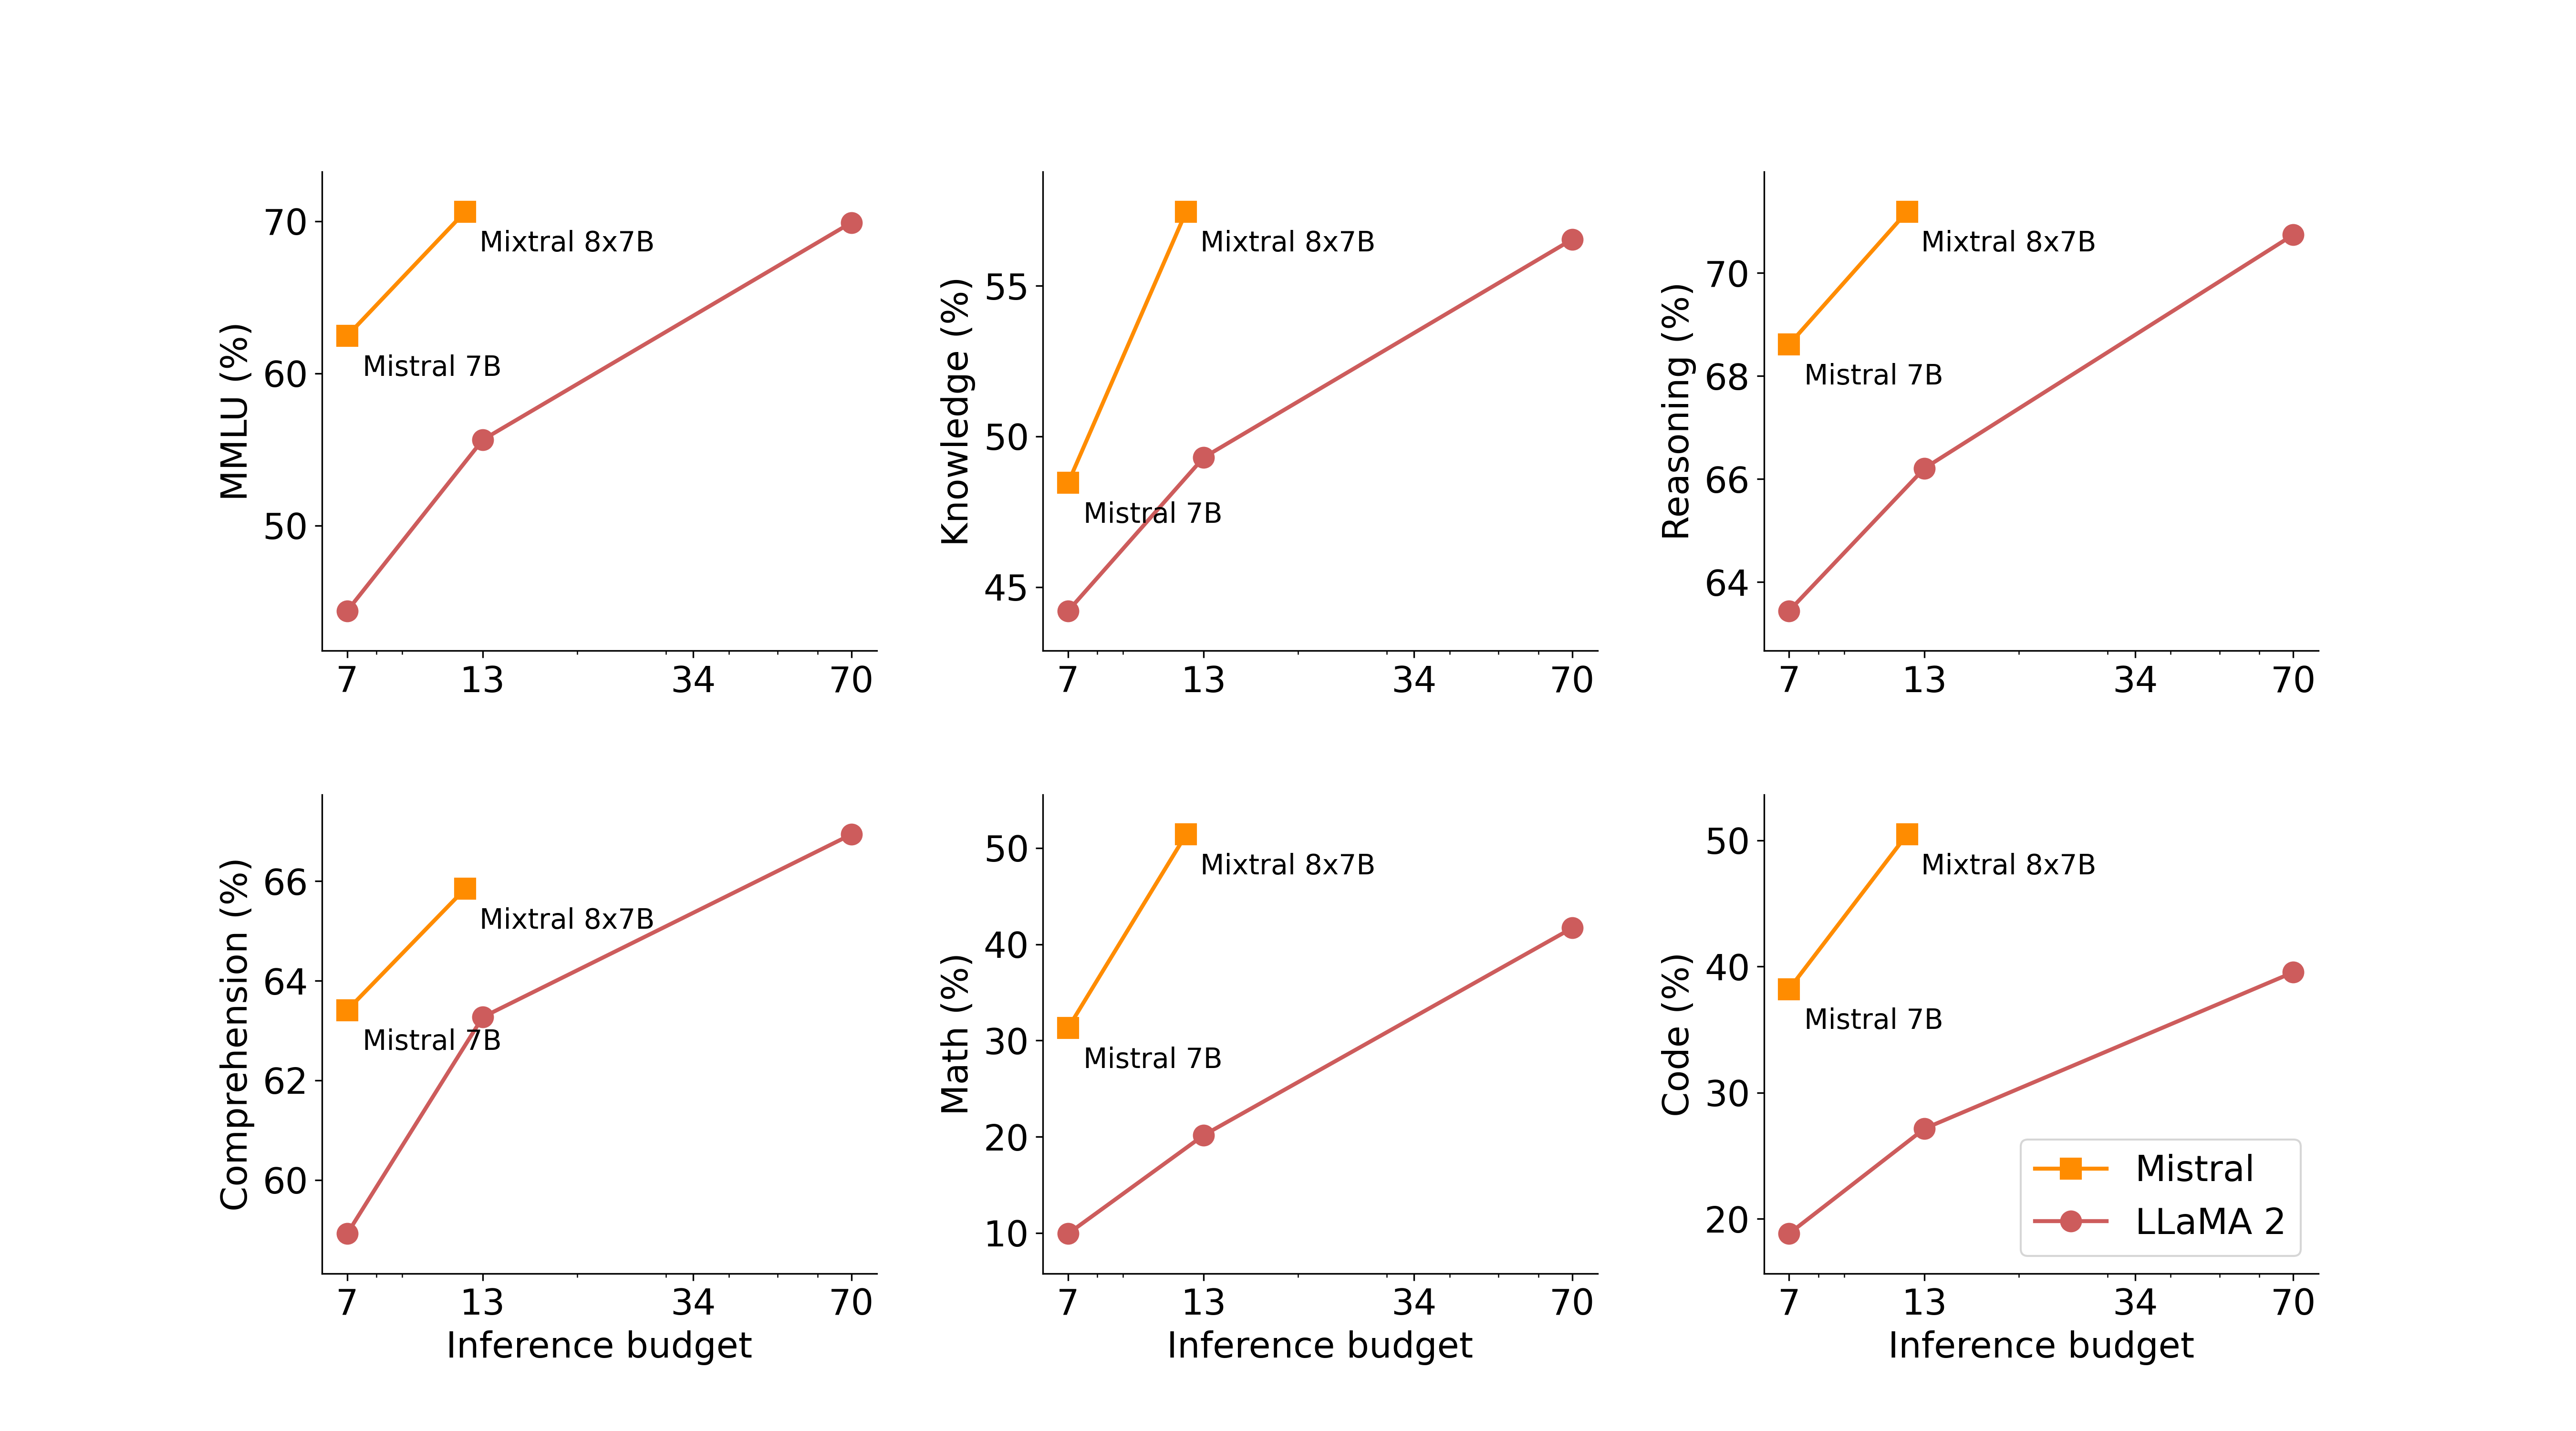 MMLU (%)
70
60
50
Mixtral 8x7B
Mistral 7B
7 13 34 70
Knowledge (%)
55
50
45
Mixtral 8x7B
Mistral 7B
7 13 34 70
Reasoning (%)
70
68
66
64
Mixtral 8x7B
Mistral 7B
7 13 34 70
Comprehension (%)
66
64
62
60
Mixtral 8x7B
Mistral 7B
7 13 34 70
Inference budget
Math (%)
50
40
30
20
10
Mixtral 8x7B
Mistral 7B
7 13 34 70
Inference budget
Code (%)
50
40
30
20
Mixtral 8x7B
Mistral 7B
Mistral
LLaMA 2
7 13 34 70
Inference budget